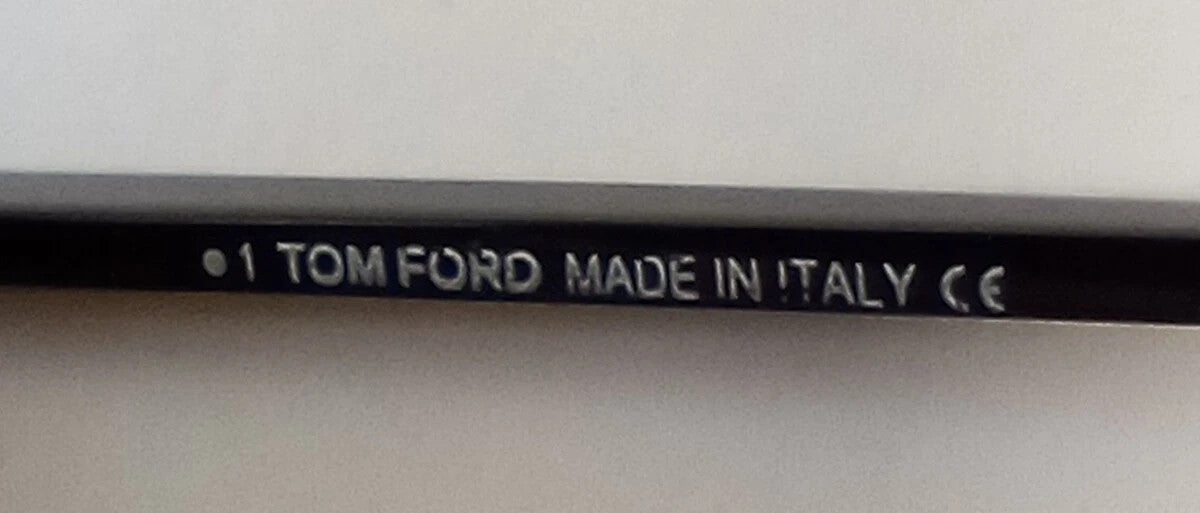 •1 TOM FORD MADE IN ITALY CE